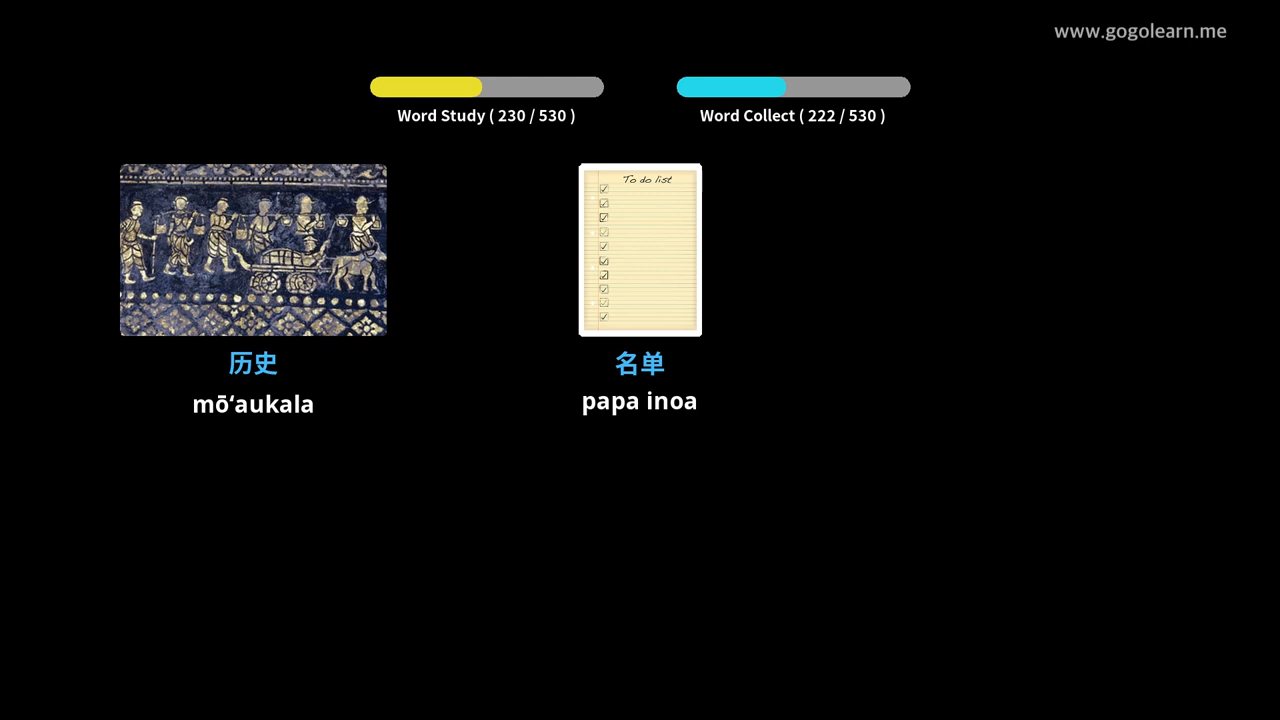 www.gogolearn.me
Word Study ( 230 / 530 )
Word Collect ( 222 / 530 )
To do list
历史
名单
mōʻaukala
papa inoa